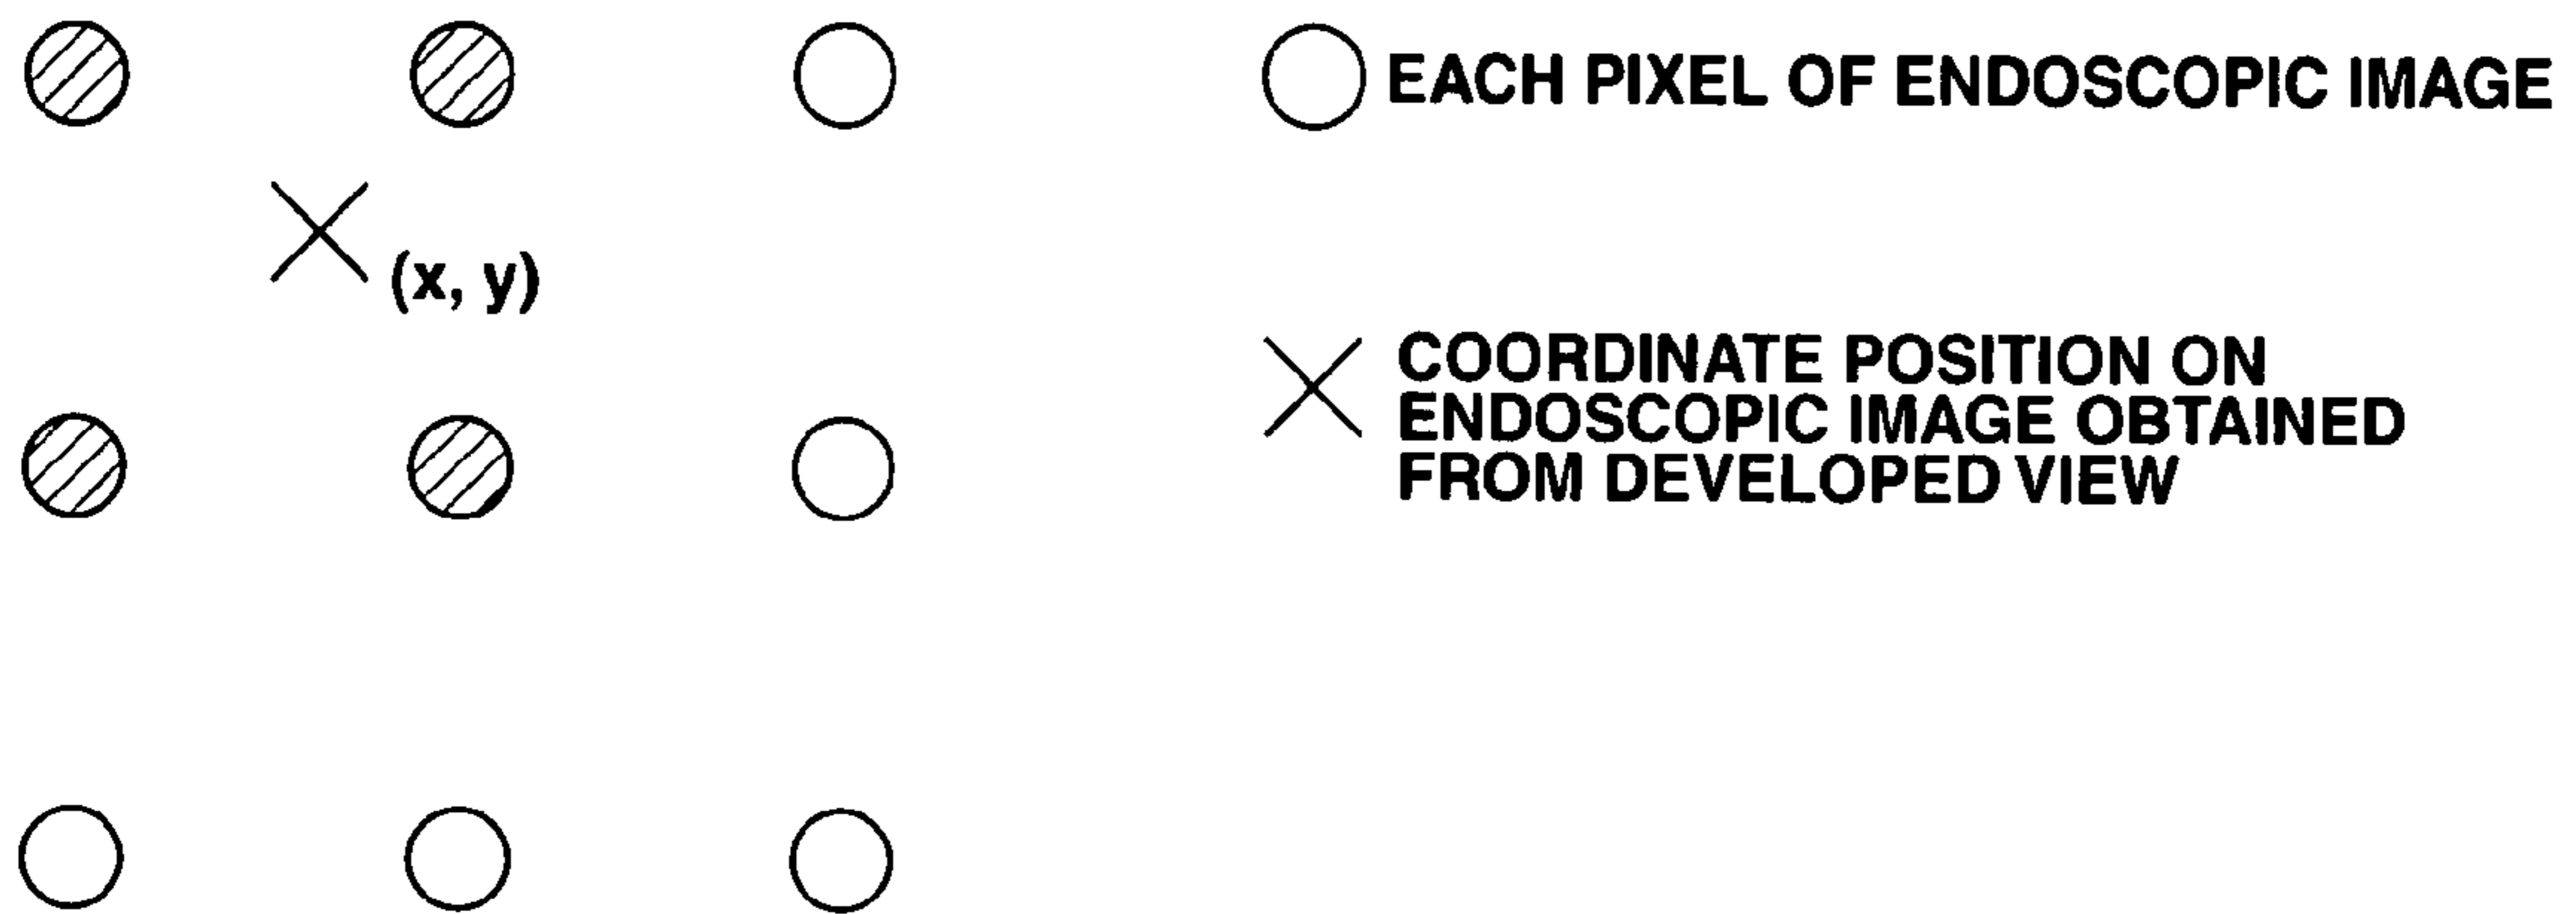 EACH PIXEL OF ENDOSCOPIC IMAGE
(x, y)
COORDINATE POSITION ON
ENDOSCOPIC IMAGE OBTAINED
FROM DEVELOPED VIEW